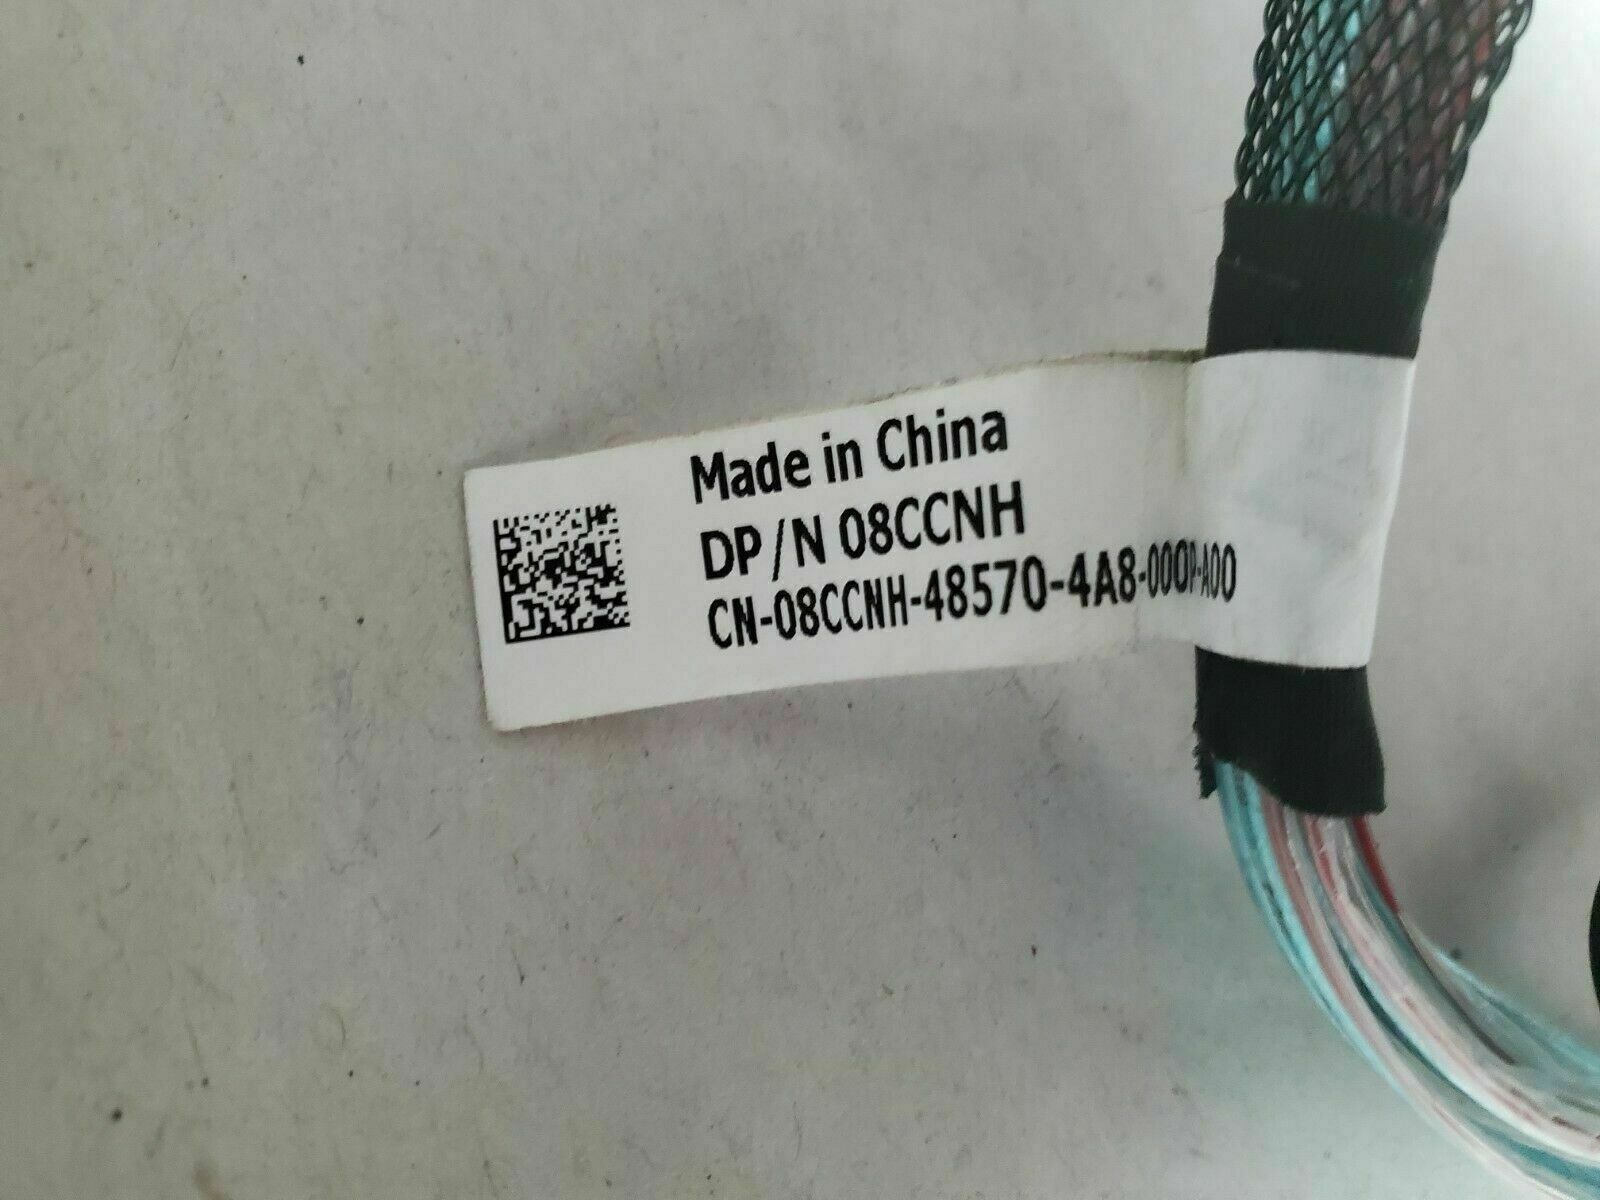 Made in China
DP/N 08CCNH
CN-08CCNH-48570-4A8-000P-A00